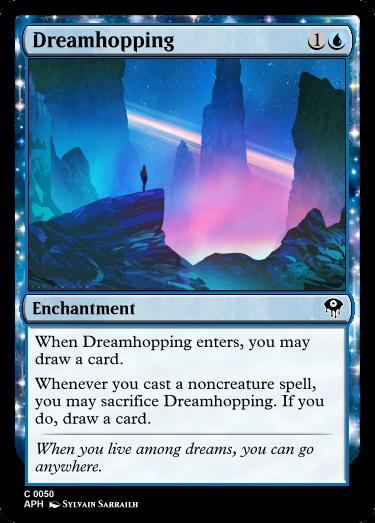 Dreamhopping 1
Enchantment
When Dreamhopping enters, you may
draw a card.
Whenever you cast a noncreature spell,
you may sacrifice Dreamhopping. If you
do, draw a card.
When you live among dreams, you can go
anywhere.
C 0050
APH Sylvain Sarrailh